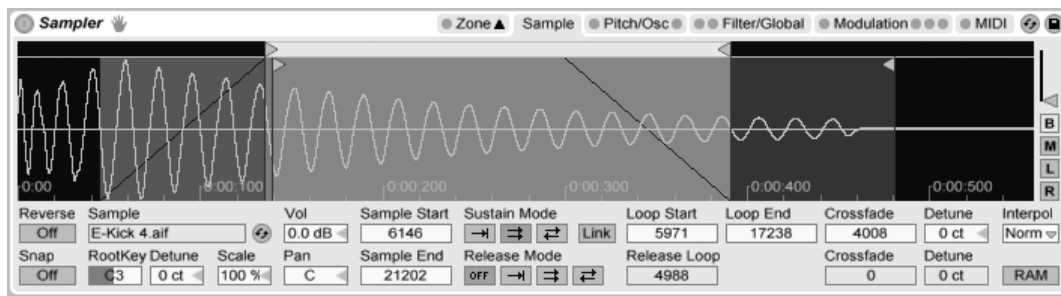 Sampler Zone Sample Pitch/Osc Filter/Global Modulation MIDI
B
M
L
R
0:00 0:00:100 0:00:200 0:00:300 0:00:400 0:00:500
Reverse Sample Vol Sample Start Sustain Mode Loop Start Loop End Crossfade Detune Interpol
Off E-Kick 4.aif 0.0 dB 6146 Link 5971 17238 4008 0 ct Norm
Snap RootKey Detune Scale Pan Sample End Release Mode Release Loop Crossfade Detune
Off C3 0 ct 100 % C 21202 OFF 4988 0 0 ct RAM